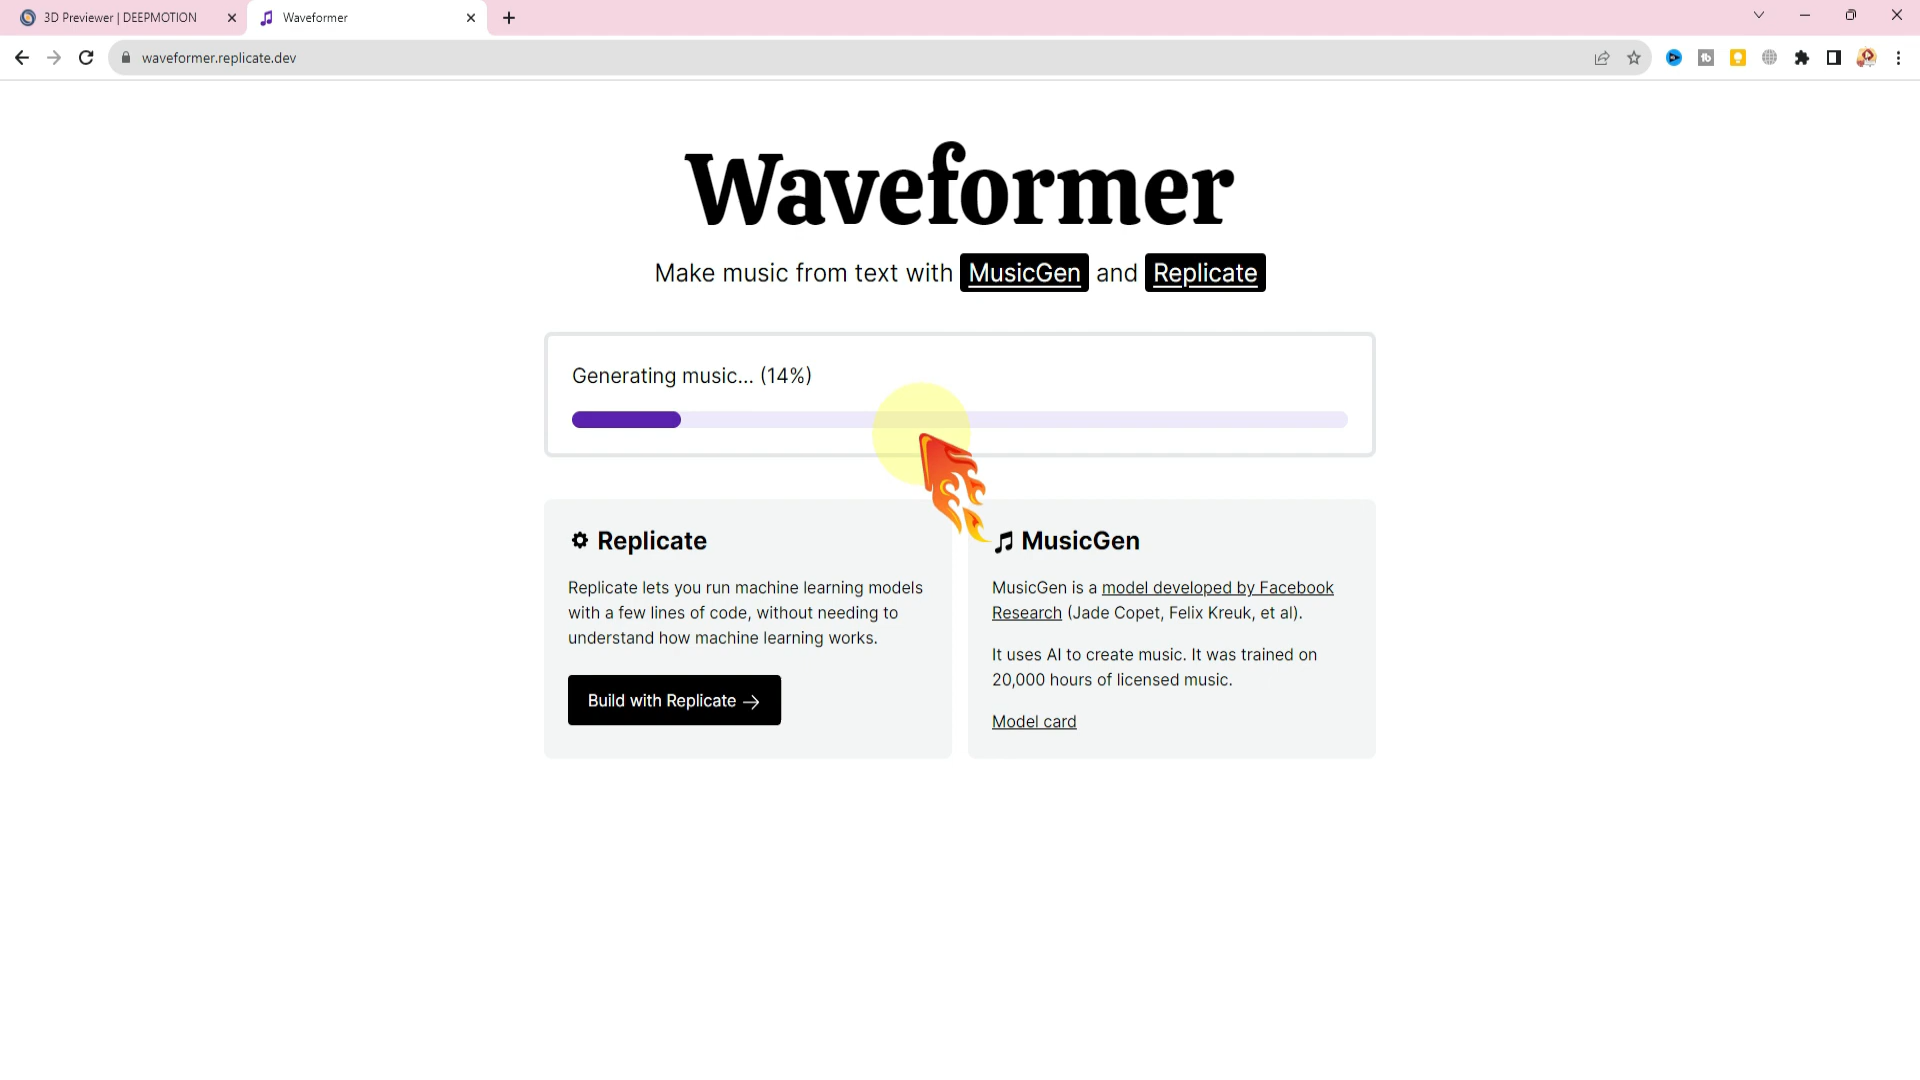 3D Previewer | DEEPMOTION
Waveformer
waveformer.replicate.dev
Waveformer
Make music from text with MusicGen and Replicate
Generating music... (14%)
Replicate
Replicate lets you run machine learning models
with a few lines of code, without needing to
understand how machine learning works.
Build with Replicate →
MusicGen
MusicGen is a model developed by Facebook
Research (Jade Copet, Felix Kreuk, et al).
It uses AI to create music. It was trained on
20,000 hours of licensed music.
Model card